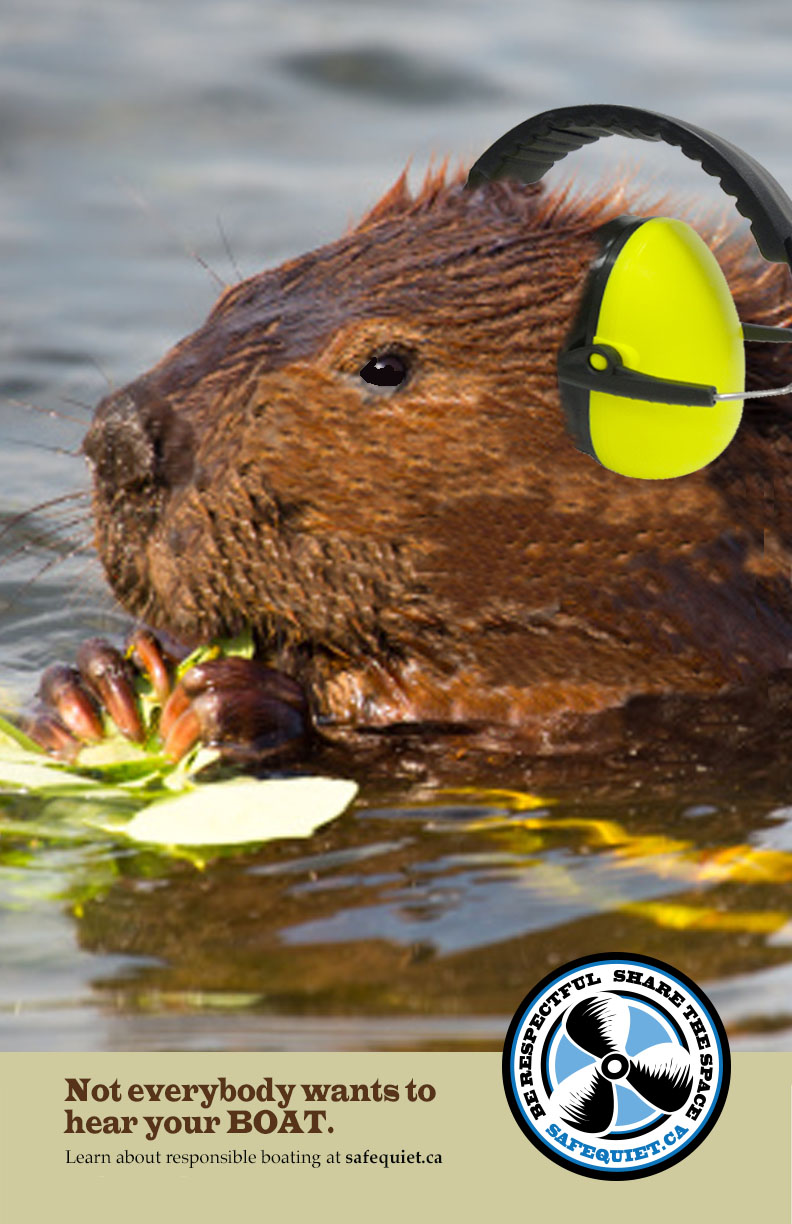 Not everybody wants to
hear your BOAT.
Learn about responsible boating at safequiet.ca
BE RESPECTFUL SHARE THE SPACE
SAFEQUIET.CA